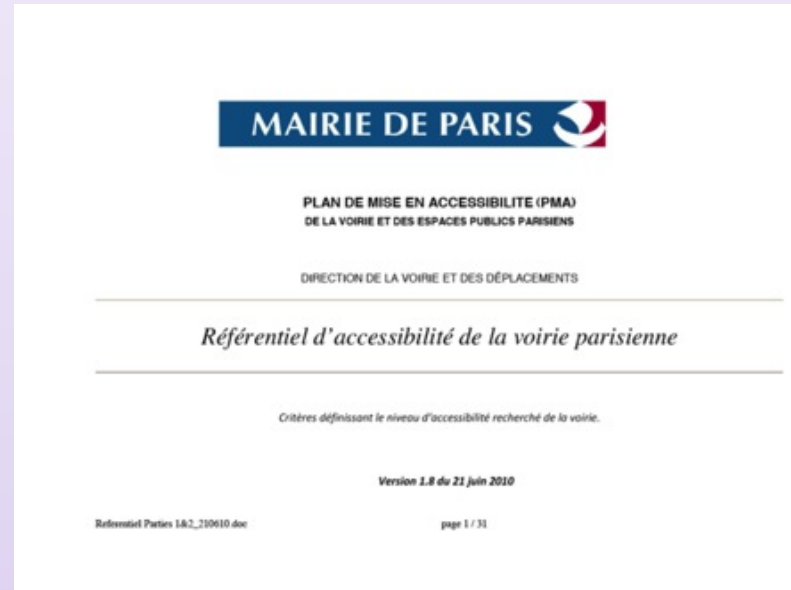 MAIRIE DE PARIS
PLAN DE MISE EN ACCESSIBILITE (PMA)
DE LA VOIRIE ET DES ESPACES PUBLICS PARISIENS
DIRECTION DE LA VOIRIE ET DES DÉPLACEMENTS
Référentiel d'accessibilité de la voirie parisienne
Critères définissant le niveau d'accessibilité recherché de la voirie.
Version 1.8 du 21 juin 2010
Referentiel Parties 1&2_210610.doc page 1 / 31